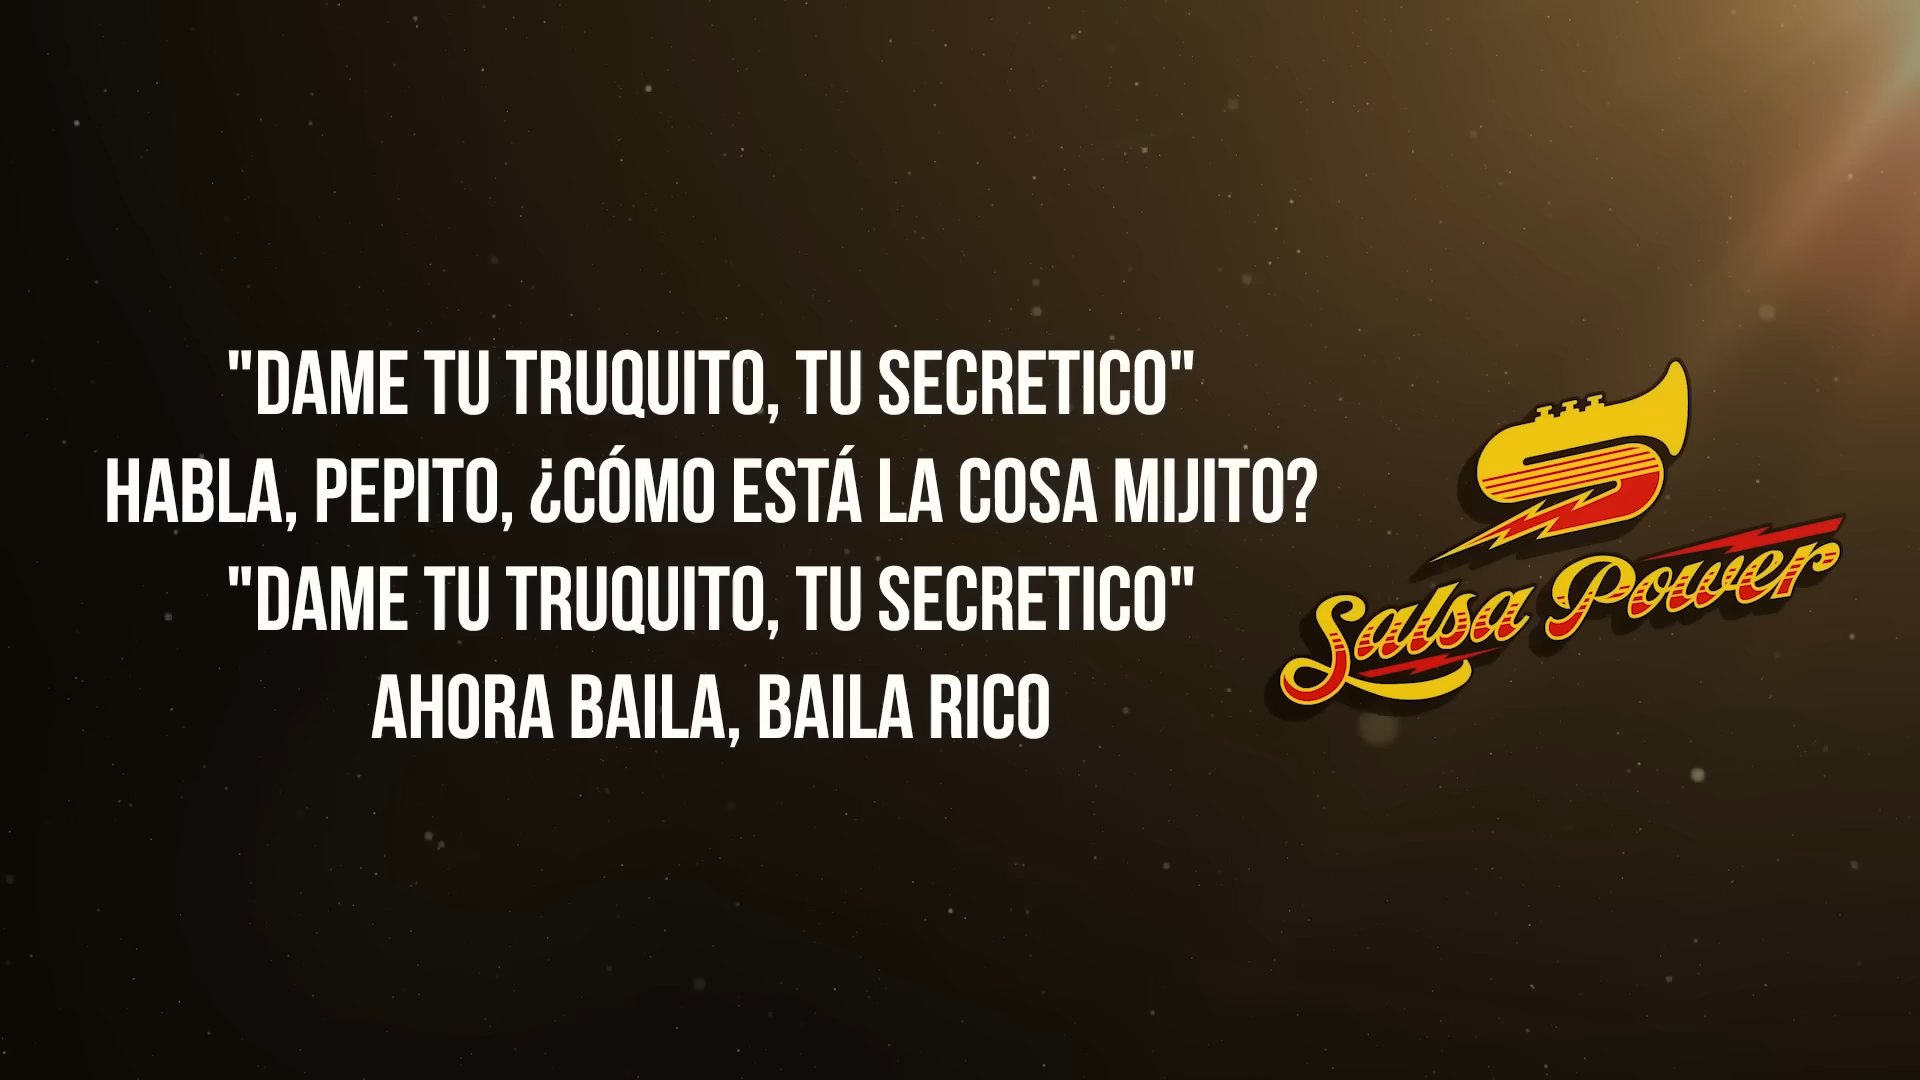 "DAME TU TRUQUITO, TU SECRETICO"
HABLA, PEPITO, ¿CÓMO ESTÁ LA COSA MIJITO?
"DAME TU TRUQUITO, TU SECRETICO"
AHORA BAILA, BAILA RICO
Salsa Power